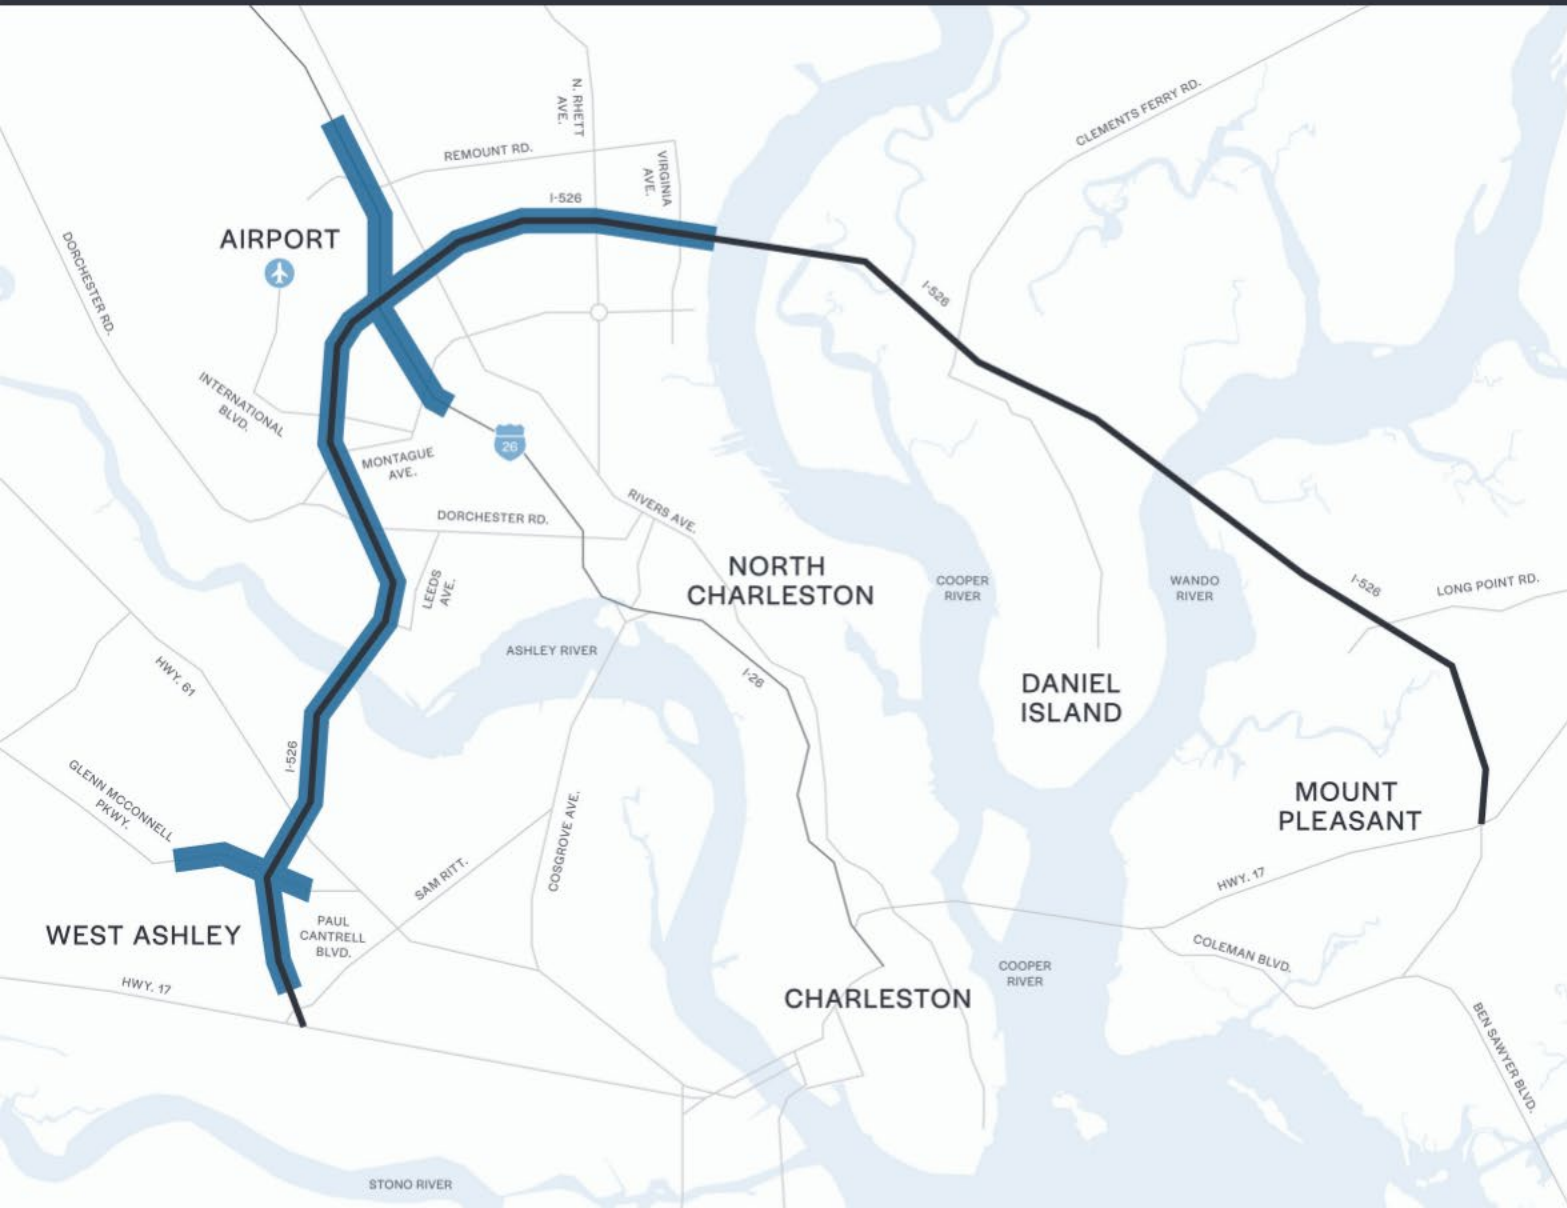 N. RHETT
AVE.
CLEMENTS FERRY RD.
REMOUNT RD.
VIRGINIA
AVE.
I-526
AIRPORT
DORCHESTER RD.
I-526
INTERNATIONAL
BLVD.
26
MONTAGUE
AVE.
DORCHESTER RD.
RIVERS AVE.
NORTH
CHARLESTON
LEEDS
AVE.
COOPER
RIVER
WANDO
RIVER
I-526
LONG POINT RD.
ASHLEY RIVER
HWY. 61
I-26
DANIEL
ISLAND
I-526
GLENN MCCONNELL
PKWY.
MOUNT
PLEASANT
COSGROVE AVE.
SAM RITT.
HWY. 17
WEST ASHLEY
PAUL
CANTRELL
BLVD.
COLEMAN BLVD.
HWY. 17
COOPER
RIVER
CHARLESTON
BEN SAWYER BLVD.
STONO RIVER